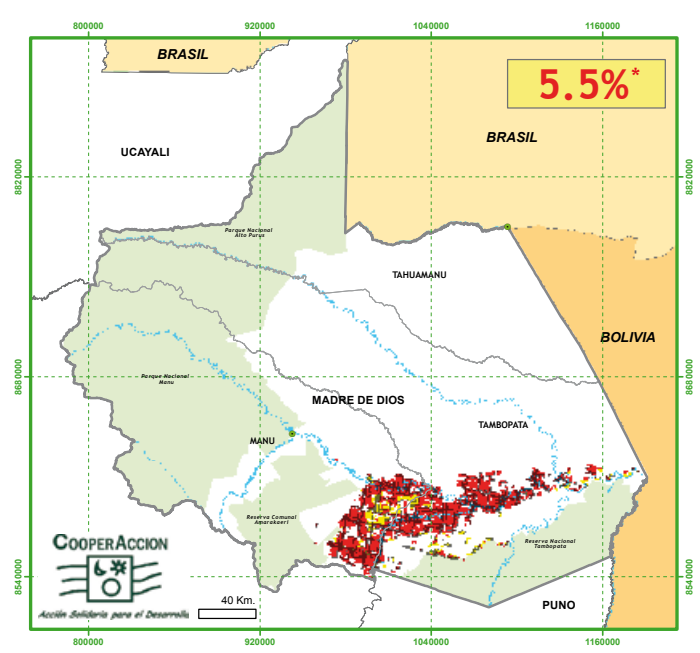 800000
920000
1040000
1160000
BRASIL
5.5%*
BRASIL
UCAYALI
8820000
8820000
Parque Nacional
Alto Purus
TAHUAMANU
BOLIVIA
8680000
8680000
Parque Nacional
Manu
MADRE DE DIOS
TAMBOPATA
MANU
Reserva Comunal
Amarakaeri
Reserva Nacional
Tambopata
COOPERACCION
Acción Solidaria para el Desarrollo
8540000
8540000
40 Km.
PUNO
800000
920000
1040000
1160000